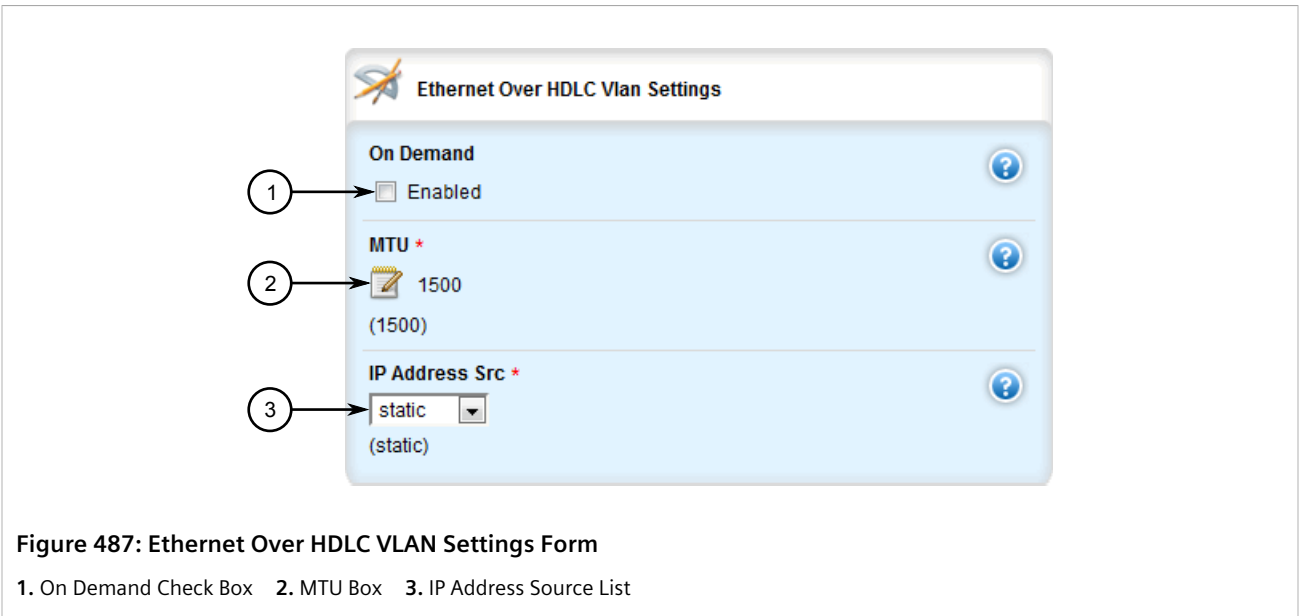 Ethernet Over HDLC Vlan Settings
On Demand
1
Enabled
MTU *
2
1500
(1500)
IP Address Src *
3
static
(static)
Figure 487: Ethernet Over HDLC VLAN Settings Form
1. On Demand Check Box 2. MTU Box 3. IP Address Source List